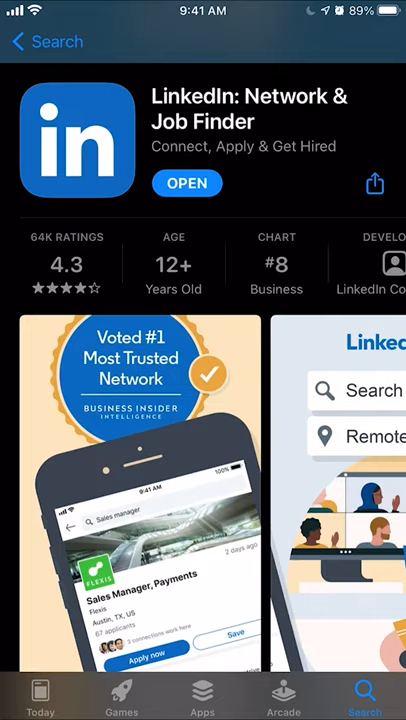 9:41 AM
89%
Search
in
LinkedIn: Network &
Job Finder
Connect, Apply & Get Hired
OPEN
64K RATINGS
4.3
AGE
12+
Years Old
CHART
#8
Business
DEVELO
LinkedIn Co
Voted #1
Most Trusted
Network
BUSINESS INSIDER
INTELLIGENCE
9:41 AM
100%
Sales manager
FLEXIS
2 days ago
Sales Manager, Payments
Flexis
Austin, TX, US
67 applicants
3 connections work here
Apply now
Save
Linked
Search
Remote
Today
Games
Apps
Arcade
Search